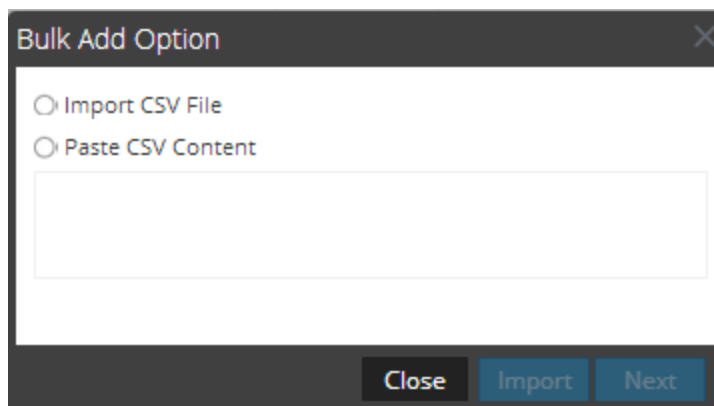 Bulk Add Option
Import CSV File
Paste CSV Content
Close Import Next